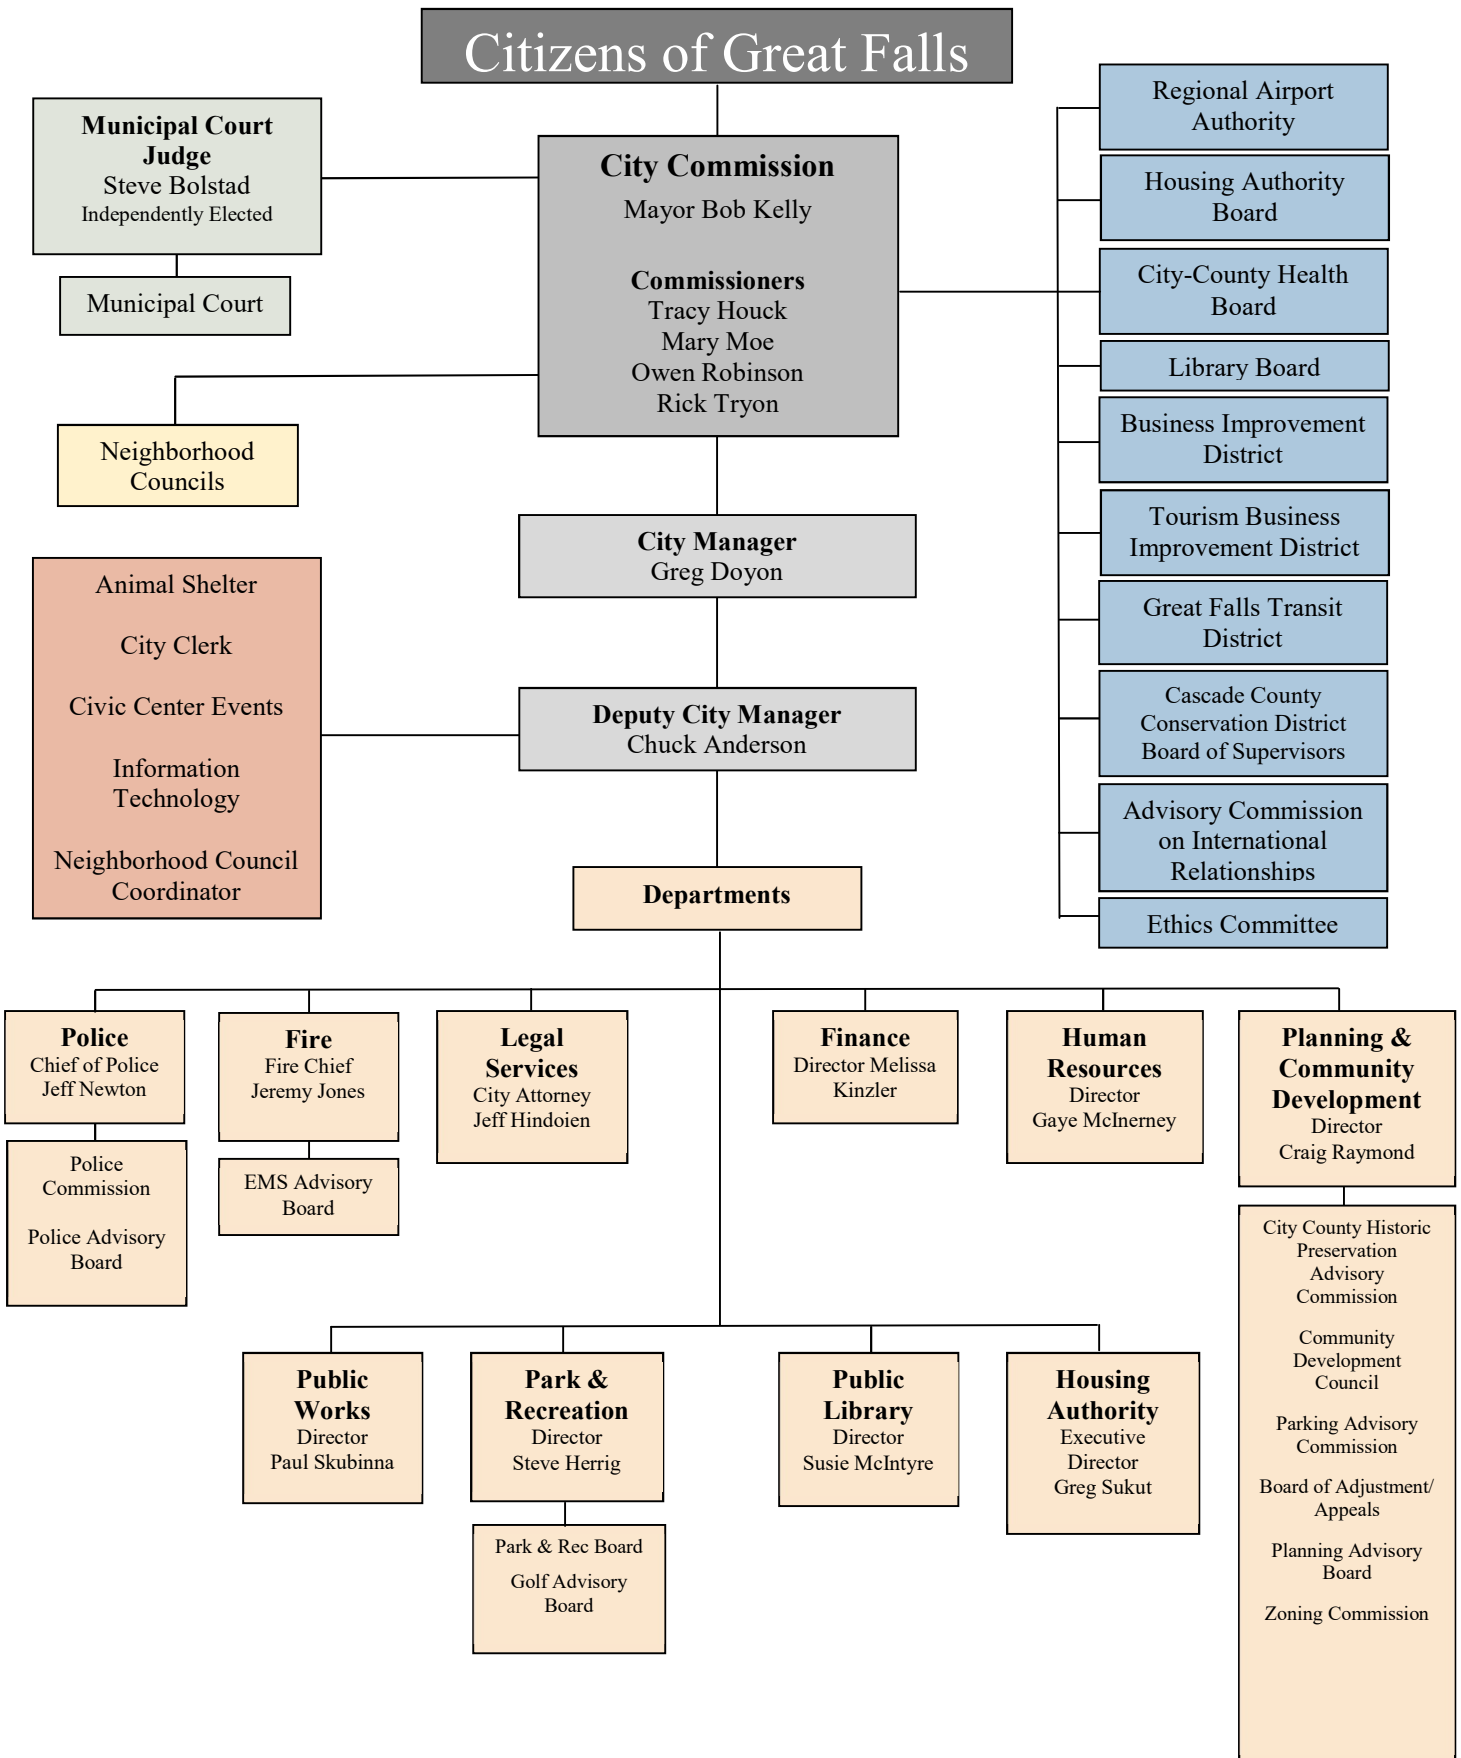 Citizens of Great Falls
Municipal Court
Judge
Steve Bolstad
Independently Elected
Municipal Court
City Commission
Mayor Bob Kelly
Commissioners
Tracy Houck
Mary Moe
Owen Robinson
Rick Tryon
Neighborhood
Councils
Regional Airport
Authority
Housing Authority
Board
City-County Health
Board
Library Board
Business Improvement
District
Tourism Business
Improvement District
Great Falls Transit
District
Cascade County
Conservation District
Board of Supervisors
Advisory Commission
on International
Relationships
Ethics Committee
City Manager
Greg Doyon
Animal Shelter
City Clerk
Civic Center Events
Information
Technology
Neighborhood Council
Coordinator
Deputy City Manager
Chuck Anderson
Departments
Police
Chief of Police
Jeff Newton
Police
Commission
Police Advisory
Board
Fire
Fire Chief
Jeremy Jones
EMS Advisory
Board
Legal
Services
City Attorney
Jeff Hindoien
Finance
Director Melissa
Kinzler
Human
Resources
Director
Gaye McInerney
Planning &
Community
Development
Director
Craig Raymond
City County Historic
Preservation
Advisory
Commission
Community
Development
Council
Parking Advisory
Commission
Board of Adjustment/
Appeals
Planning Advisory
Board
Zoning Commission
Public
Works
Director
Paul Skubinna
Park &
Recreation
Director
Steve Herrig
Park & Rec Board
Golf Advisory
Board
Public
Library
Director
Susie McIntyre
Housing
Authority
Executive
Director
Greg Sukut